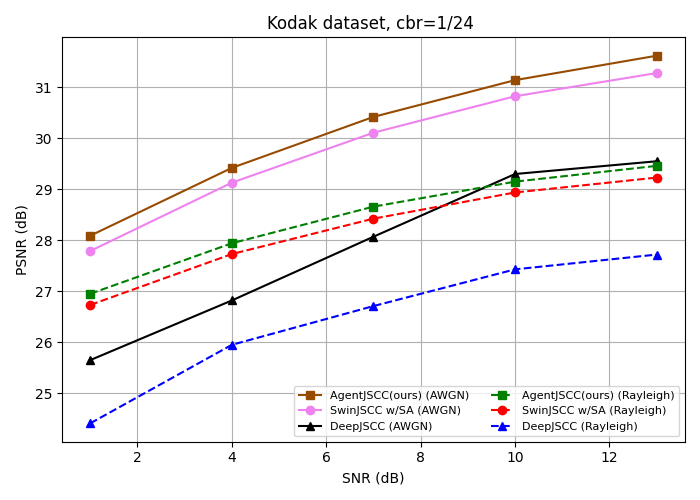 Kodak dataset, cbr=1/24
PSNR (dB)
31
30
29
28
27
26
25
AgentJSCC(ours) (AWGN)
SwinJSCC w/SA (AWGN)
DeepJSCC (AWGN)
AgentJSCC(ours) (Rayleigh)
SwinJSCC w/SA (Rayleigh)
DeepJSCC (Rayleigh)
2 4 6 8 10 12
SNR (dB)